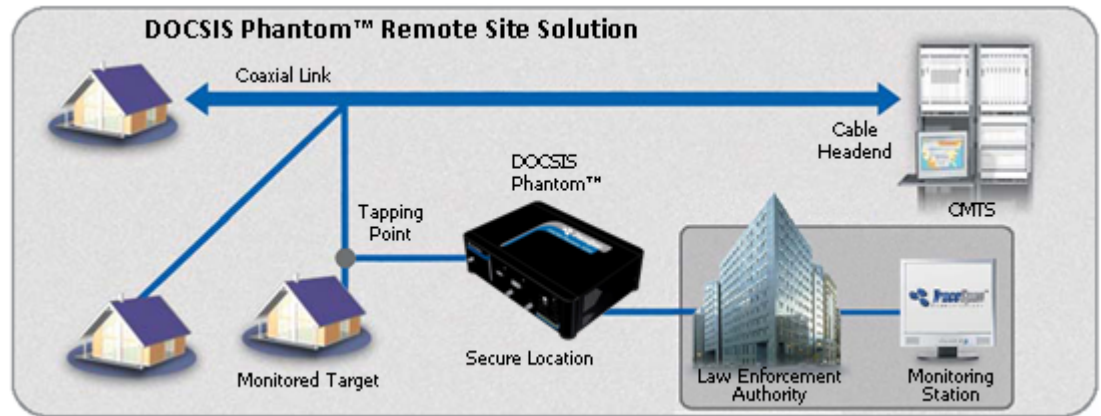 DOCSIS Phantom™ Remote Site Solution
Coaxial Link
Cable
Headend
CMTS
DOCSIS
Phantom™
Tapping
Point
Monitored Target
Secure Location
Law Enforcement
Authority
TraceSpan™
Monitoring
Station